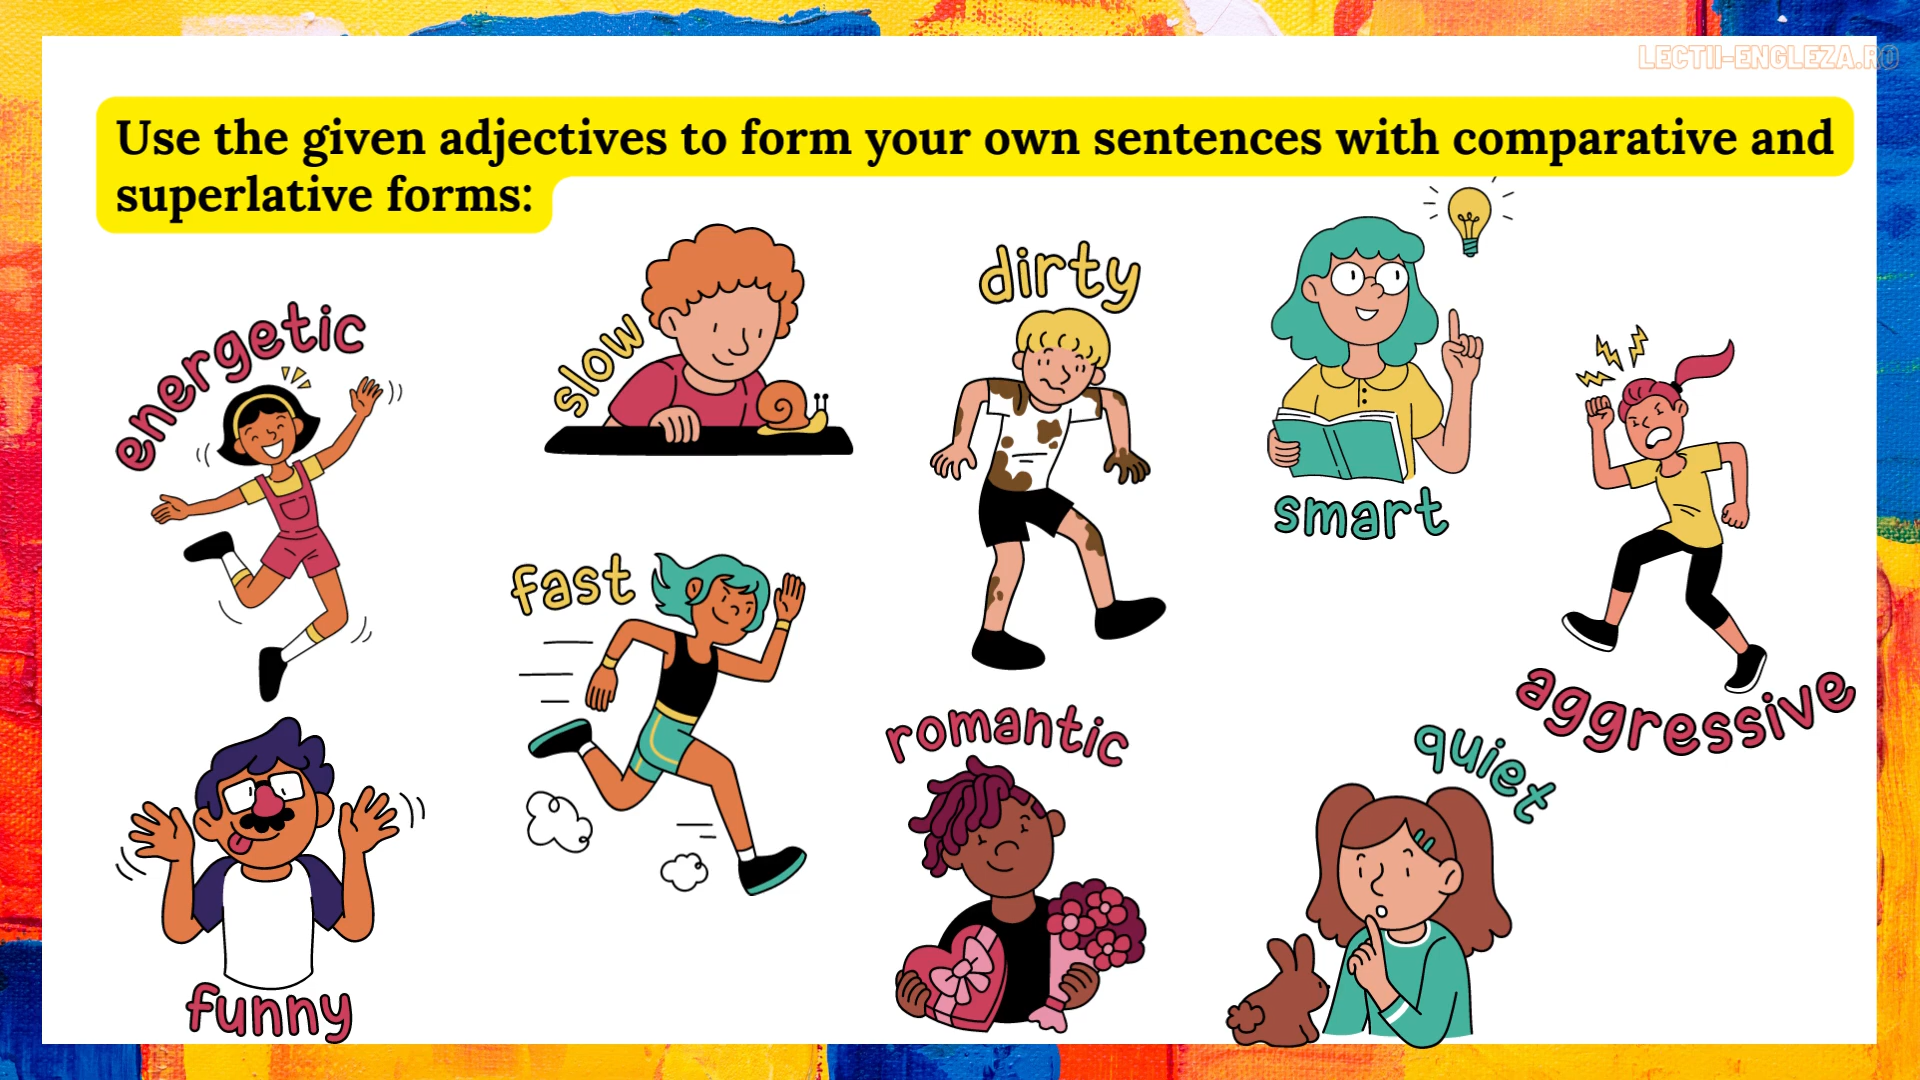 LECTII-ENGLEZA.RO
Use the given adjectives to form your own sentences with comparative and
superlative forms:
energetic
slow
dirty
smart
aggressive
fast
funny
romantic
quiet